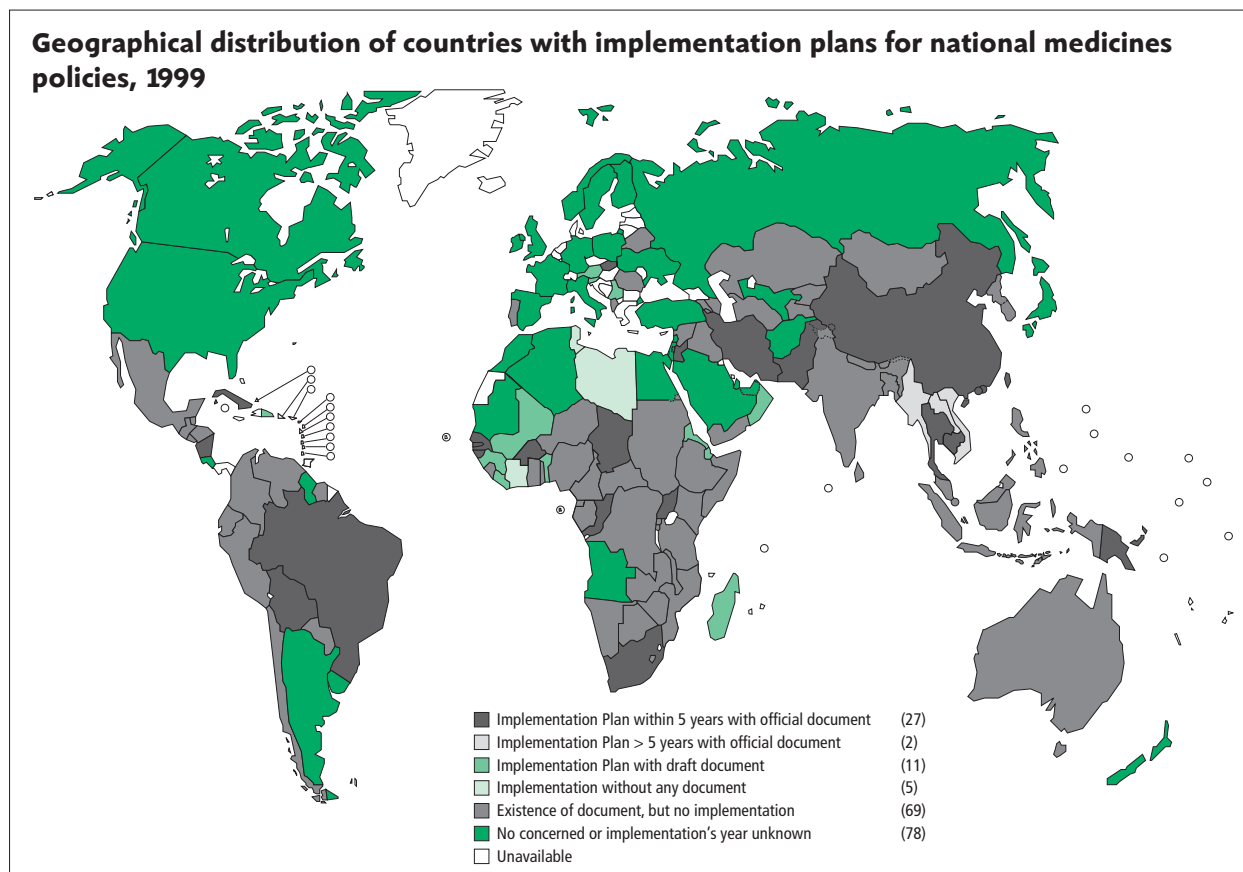 Geographical distribution of countries with implementation plans for national medicines
policies, 1999
Implementation Plan within 5 years with official document (27)
Implementation Plan > 5 years with official document (2)
Implementation Plan with draft document (11)
Implementation without any document (5)
Existence of document, but no implementation (69)
No concerned or implementation's year unknown (78)
Unavailable